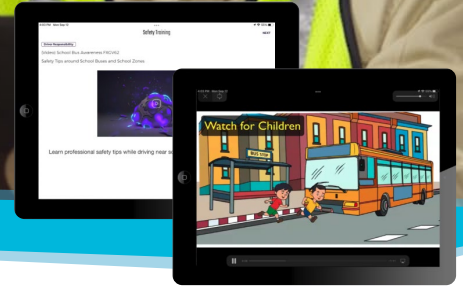 Safety Training
NEXT
Driver Responsibility
(Video) School Bus Awareness
Safety Tips around School Buses and School Zones
Learn professional safety tips while driving near
Watch for Children
BUS STOP